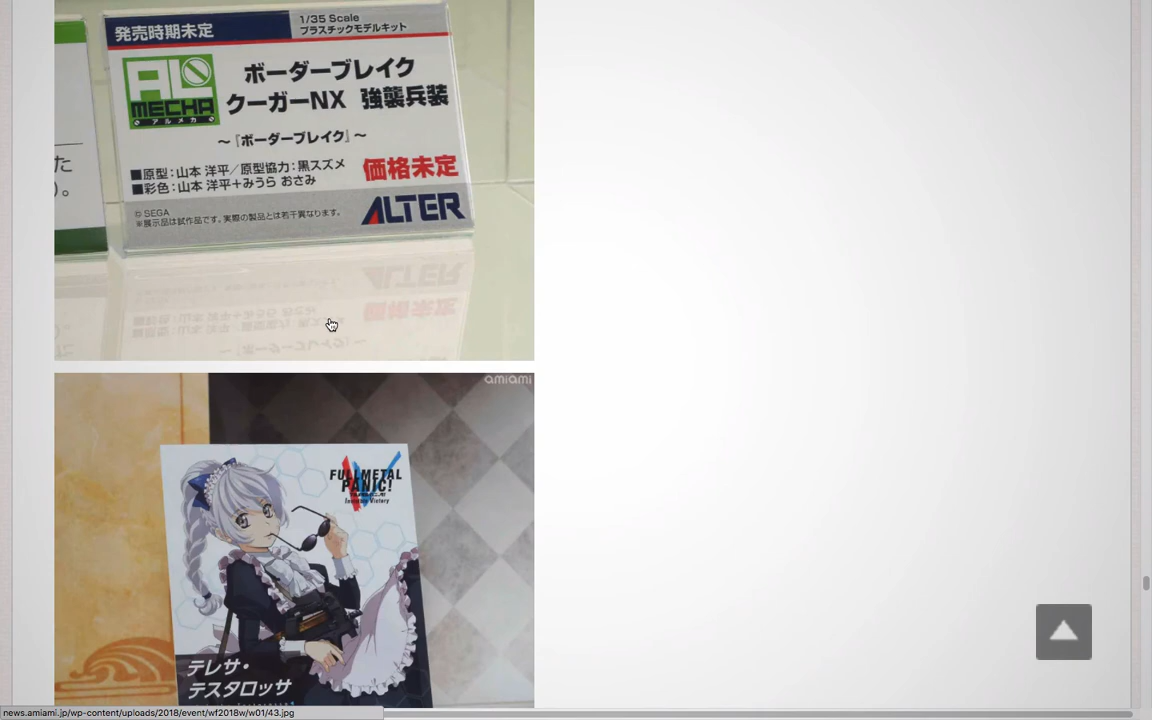 発売時期未定
1/35 Scale
プラスチックモデルキット
ALMECHA
アルメカ
ボーダーブレイク
クーガーNX 強襲兵装
～『ボーダーブレイク』～
■原型:山本 洋平／原型協力:黒スズメ
■彩色:山本 洋平＋みうら おさみ
価格未定
© SEGA
※展示品は試作品です。実際の製品とは若干異なります。
ALTER
た
)。
amiami
FULLMETAL
PANIC!
Invisible Victory
テレサ・
テスタロッサ
news.amiami.jp/wp-content/uploads/2018/event/wf2018w/w01/43.jpg